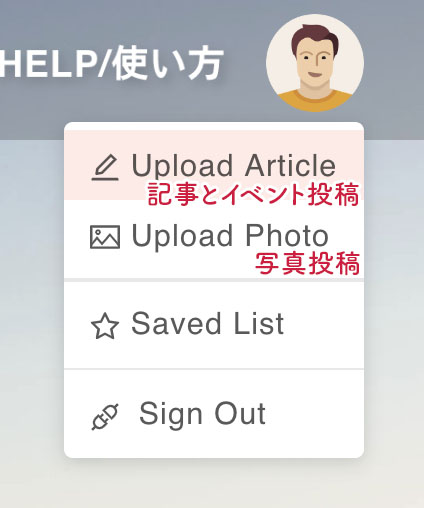 HELP/使い方
Upload Article
記事とイベント投稿
Upload Photo
写真投稿
Saved List
Sign Out